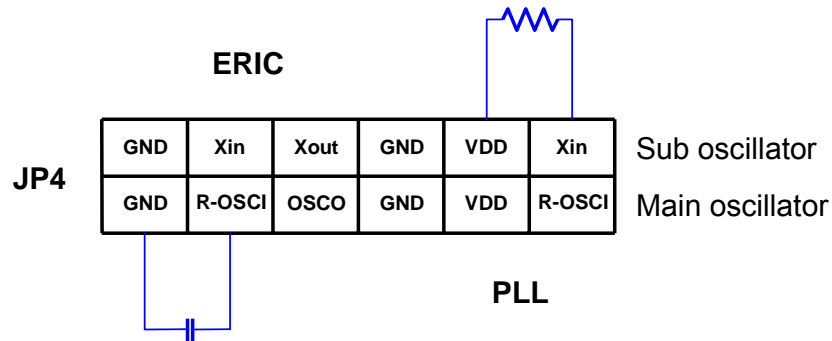 ERIC
GND Xin Xout GND VDD Xin Sub oscillator
JP4
GND R-OSCI OSCO GND VDD R-OSCI Main oscillator
PLL